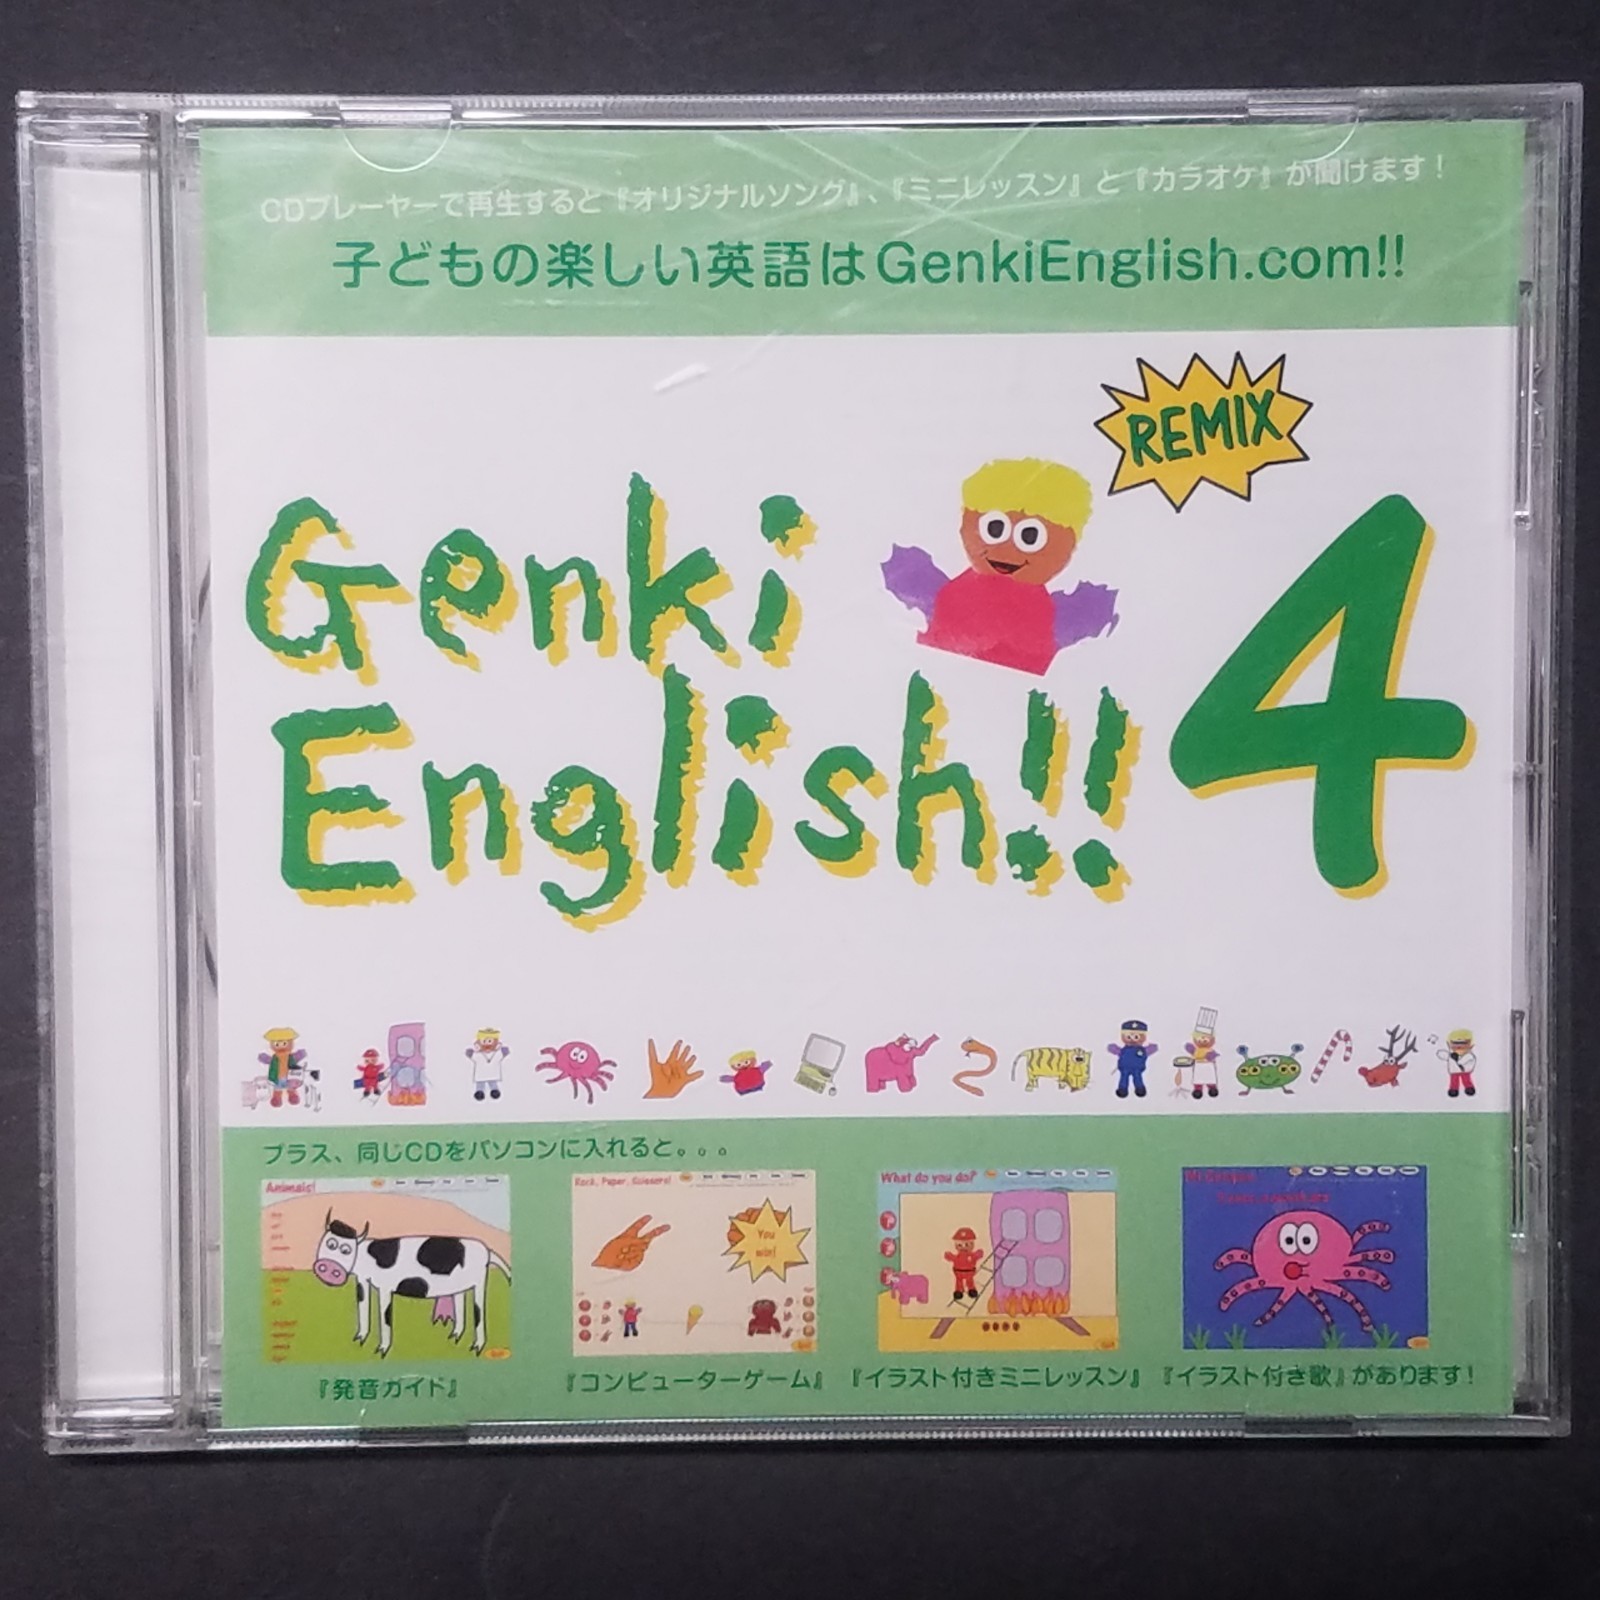 CDプレーヤーで再生すると『オリジナルソング』、『ミニレッスン』と『カラオケ』が聞けます！
子どもの楽しい英語はGenkiEnglish.com!!
REMIX
Genki
English!! 4
プラス、同じCDをパソコンに入れると。。。
Animals!
Rock, Paper, Scissors!
You
win!
What do you do?
『発音ガイド』
『コンピューターゲーム』
『イラスト付きミニレッスン』
『イラスト付き歌』があります！